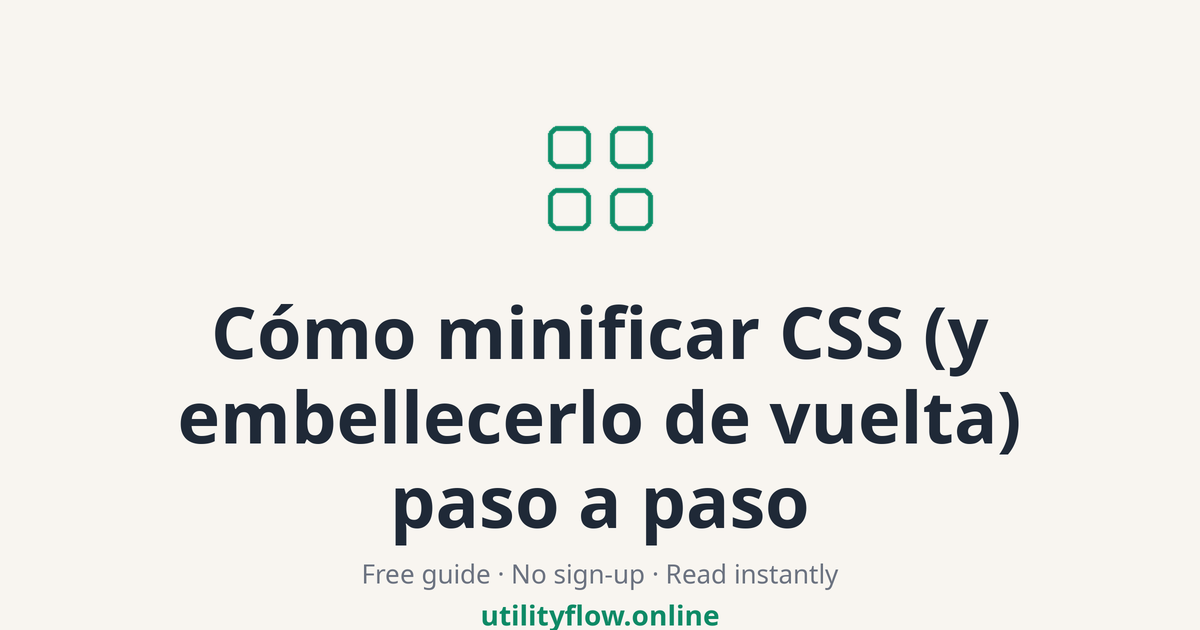 Cómo minificar CSS (y
embellecerlo de vuelta)
paso a paso
Free guide · No sign-up · Read instantly
utilityflow.online